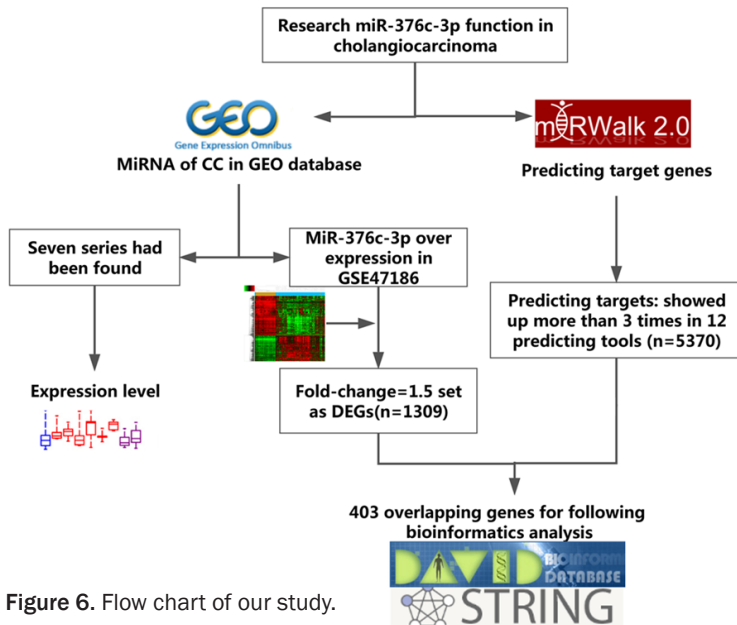 Research miR-376c-3p function in
cholangiocarcinoma
GEO
Gene Expression Omnibus
MiRNA of CC in GEO database
miRWalk 2.0
Predicting target genes
Seven series had
been found
MiR-376c-3p over
expression in
GSE47186
Predicting targets: showed
up more than 3 times in 12
predicting tools (n=5370)
Expression level
Fold-change=1.5 set
as DEGs(n=1309)
403 overlapping genes for following
bioinformatics analysis
DAVID BIOINFORM
DATABASE
STRING
Figure 6. Flow chart of our study.